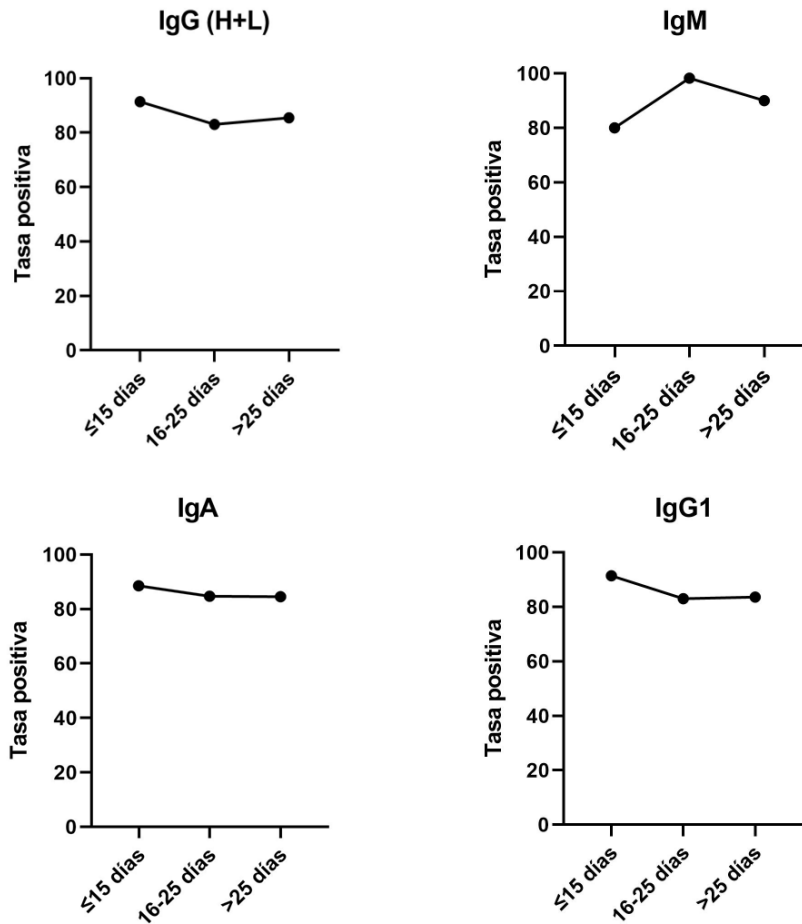 IgG (H+L)
Tasa positiva
100
80
60
40
20
0
≤15 días
16-25 días
>25 días
IgM
Tasa positiva
100
80
60
40
20
0
≤15 días
16-25 días
>25 días
IgA
Tasa positiva
100
80
60
40
20
0
≤15 días
16-25 días
>25 días
IgG1
Tasa positiva
100
80
60
40
20
0
≤15 días
16-25 días
>25 días